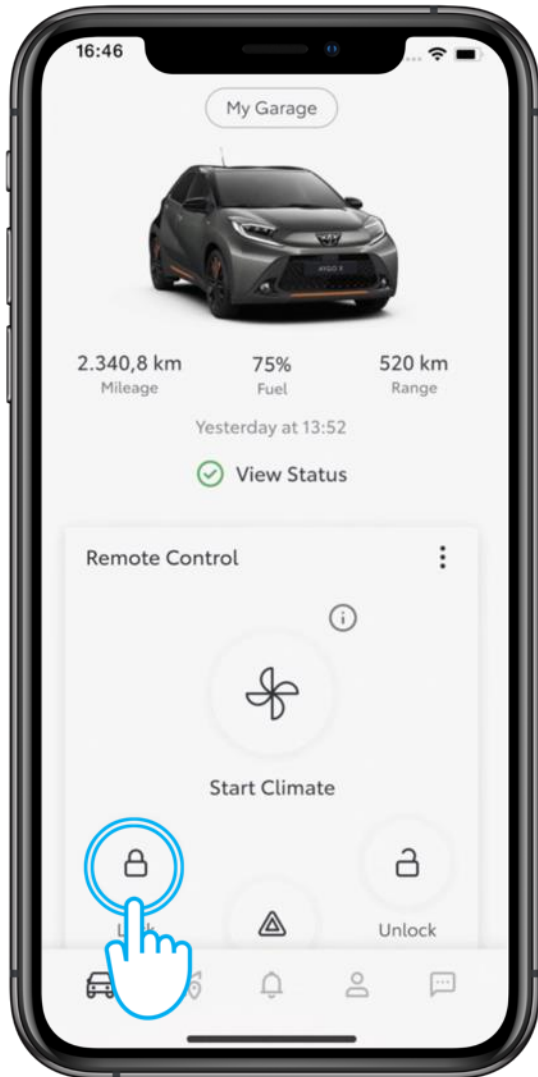 16:46
My Garage
AYGO X
2.340,8 km 75% 520 km
Mileage Fuel Range
Yesterday at 13:52
View Status
Remote Control
Start Climate
Unlock